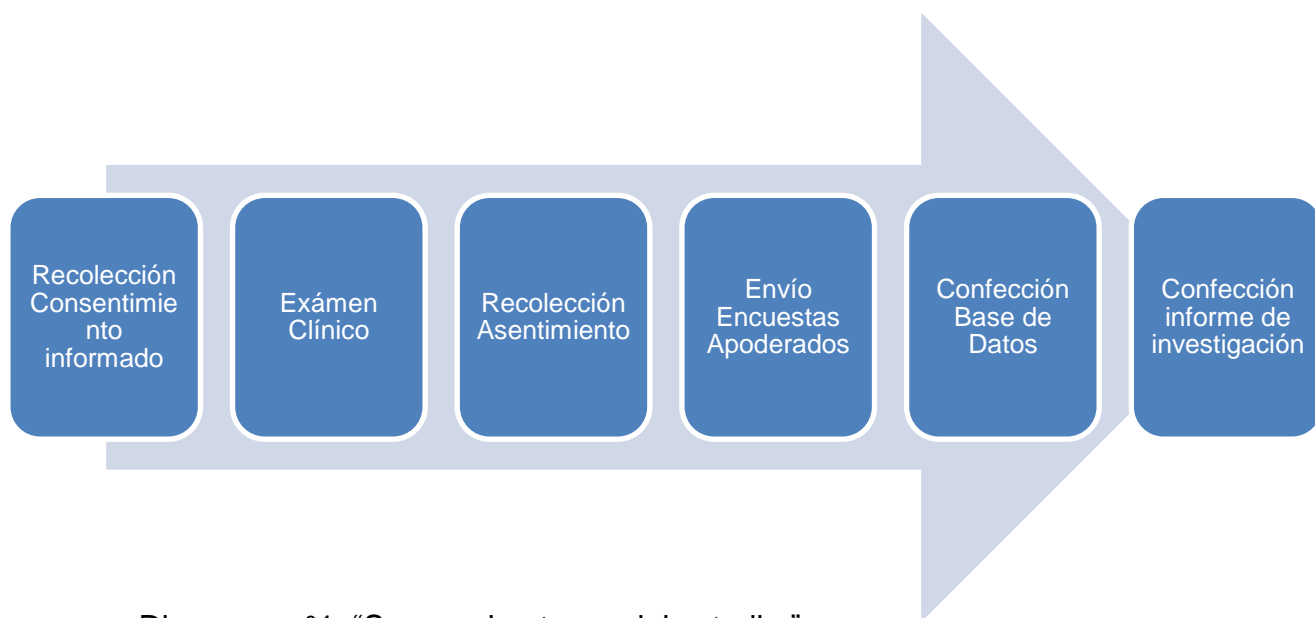 Recolección
Consentimie
nto
informado
Exámen
Clínico
Recolección
Asentimiento
Envío
Encuestas
Apoderados
Confección
Base de
Datos
Confección
informe de
investigación